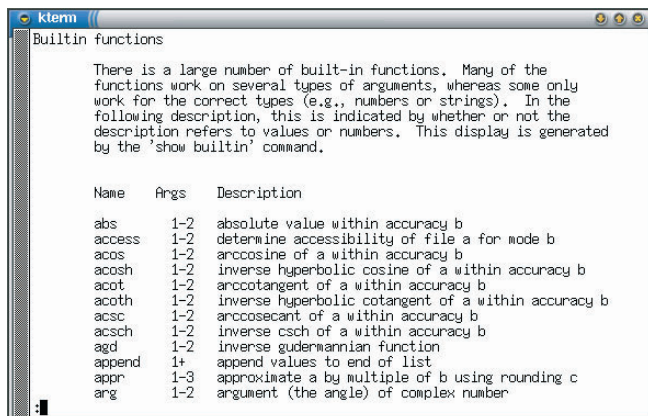 kterm
Builtin functions
There is a large number of built-in functions. Many of the
functions work on several types of arguments, whereas some only
work for the correct types (e.g., numbers or strings). In the
following description, this is indicated by whether or not the
description refers to values or numbers. This display is generated
by the 'show builtin' command.
Name Args Description
abs 1-2 absolute value within accuracy b
access 1-2 determine accessibility of file a for mode b
acos 1-2 arccosine of a within accuracy b
acosh 1-2 inverse hyperbolic cosine of a within accuracy b
acot 1-2 arccotangent of a within accuracy b
acoth 1-2 inverse hyperbolic cotangent of a within accuracy b
acsc 1-2 arccosecant of a within accuracy b
acsch 1-2 inverse csch of a within accuracy b
agd 1-2 inverse gudermannian function
append 1+ append values to end of list
appr 1-3 approximate a by multiple of b using rounding c
arg 1-2 argument (the angle) of complex number
: